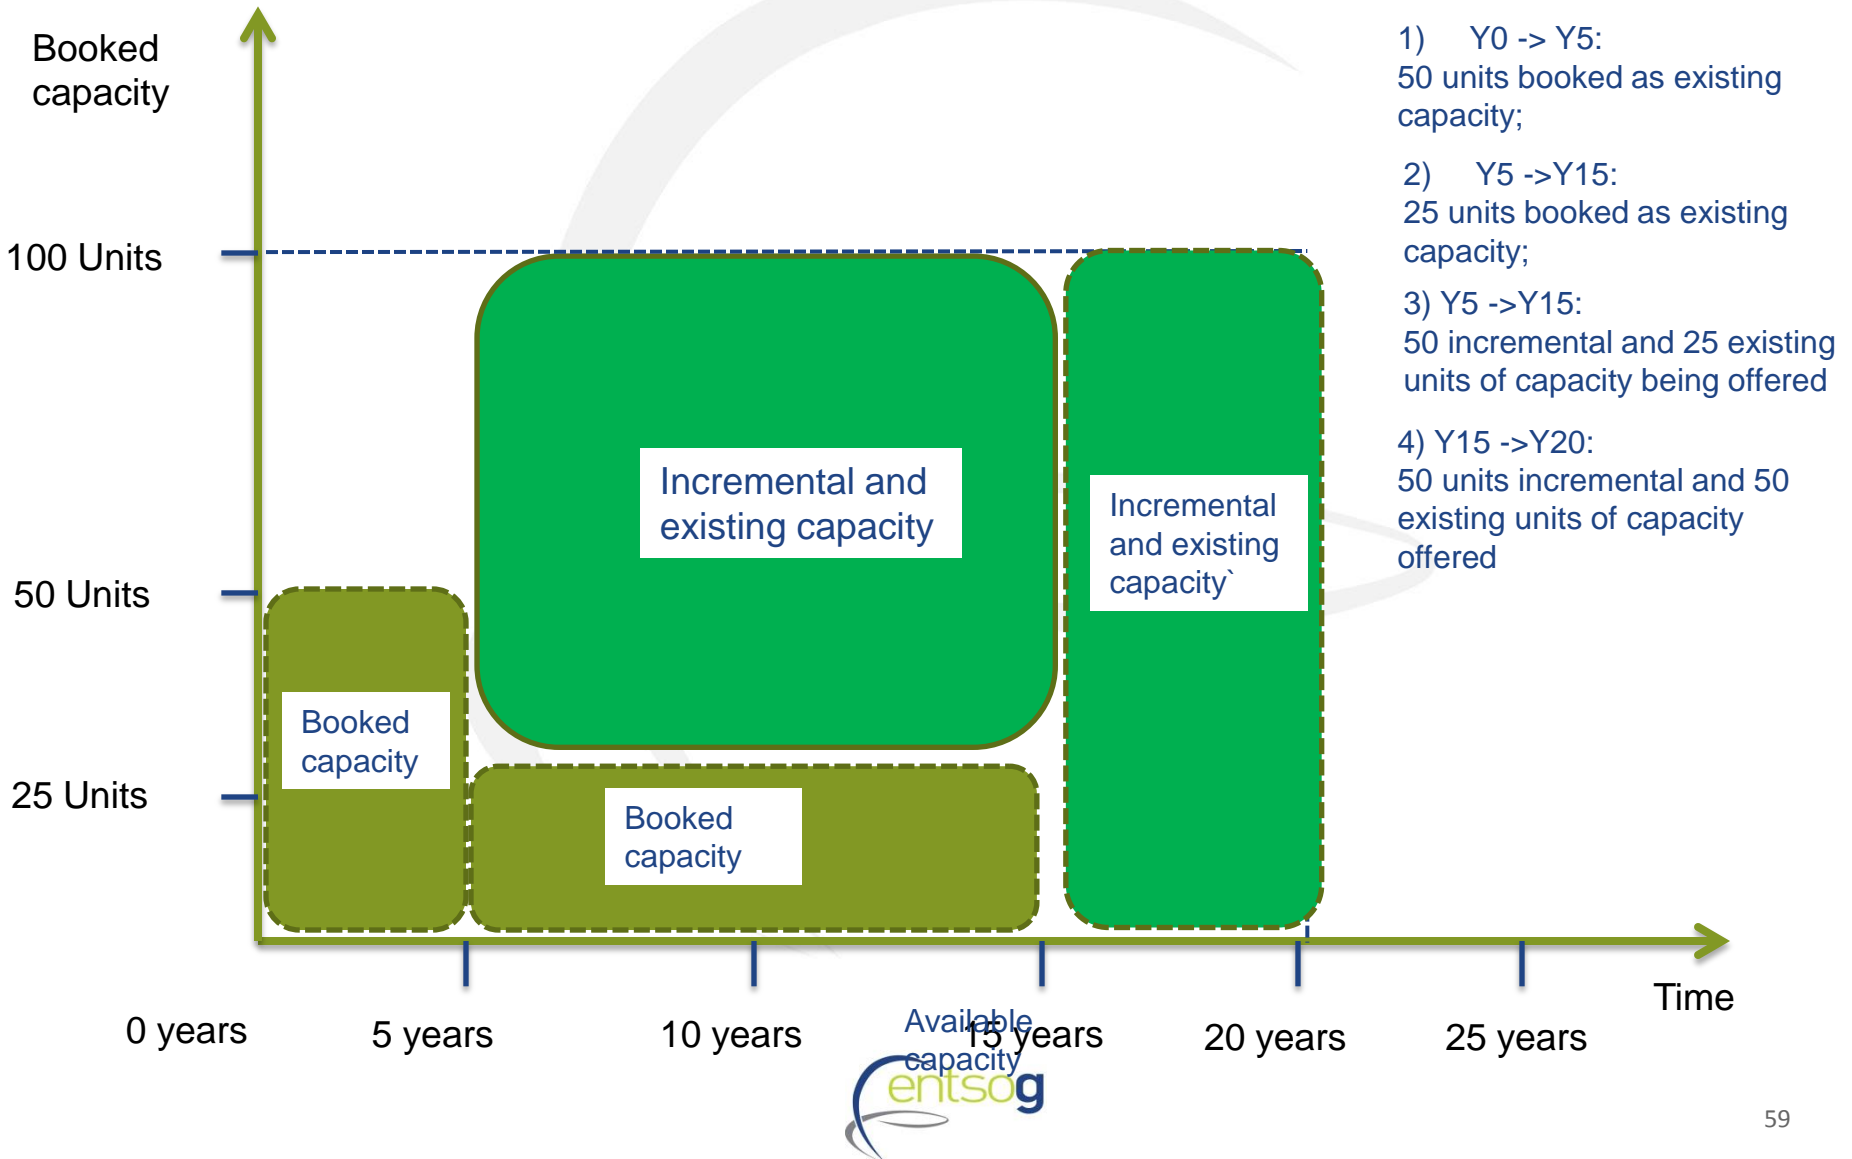 Booked
capacity
100 Units
50 Units
25 Units
Incremental and
existing capacity
Incremental
and existing
capacity`
Booked
capacity
Booked
capacity
1) Y0 -> Y5:
50 units booked as existing
capacity;
2) Y5 ->Y15:
25 units booked as existing
capacity;
3) Y5 ->Y15:
50 incremental and 25 existing
units of capacity being offered
4) Y15 ->Y20:
50 units incremental and 50
existing units of capacity
offered
Time
0 years
5 years
10 years
15 years
20 years
25 years
Available
capacity
entsog
59